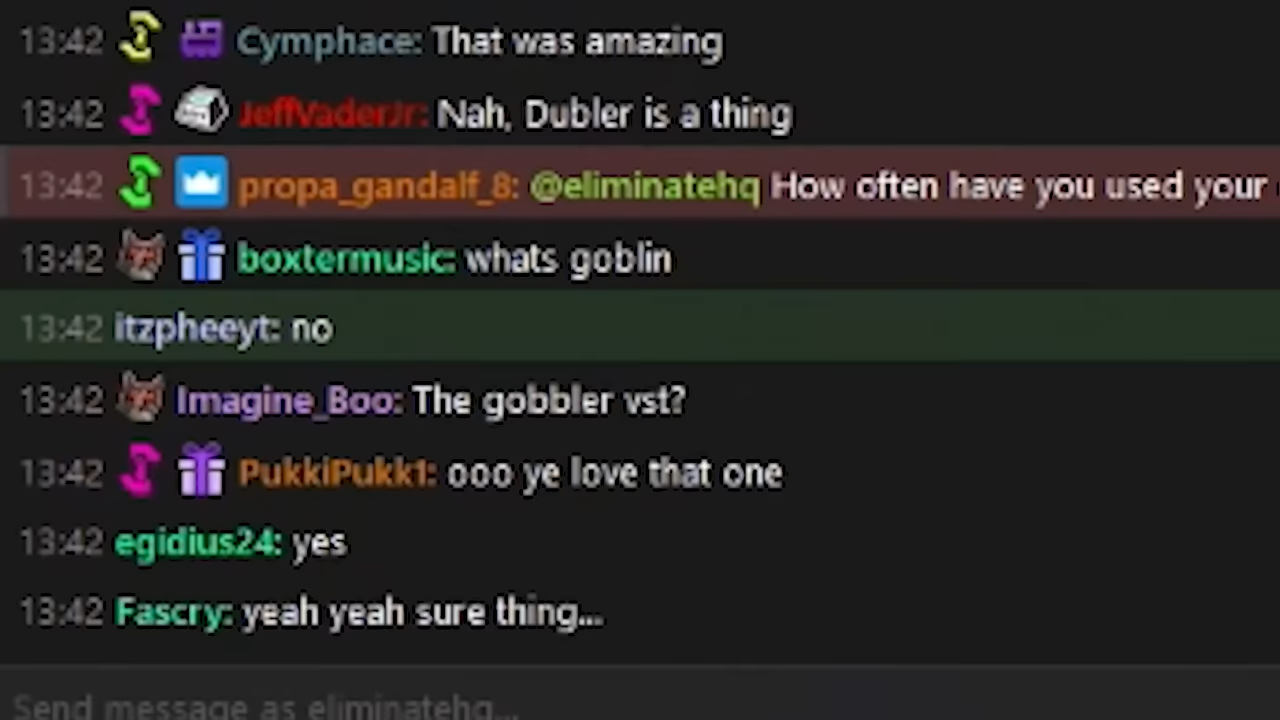 13:42 Cymphace: That was amazing
13:42 JeffVaderJr: Nah, Dubler is a thing
13:42 propa_gandalf_8: @eliminatehq How often have you used your
13:42 boxtermusic: whats goblin
13:42 itzpheeyt: no
13:42 Imagine_Boo: The gobbler vst?
13:42 PukkiPukk1: ooo ye love that one
13:42 egidius24: yes
13:42 Fascry: yeah yeah sure thing...
Send message as eliminatehq...